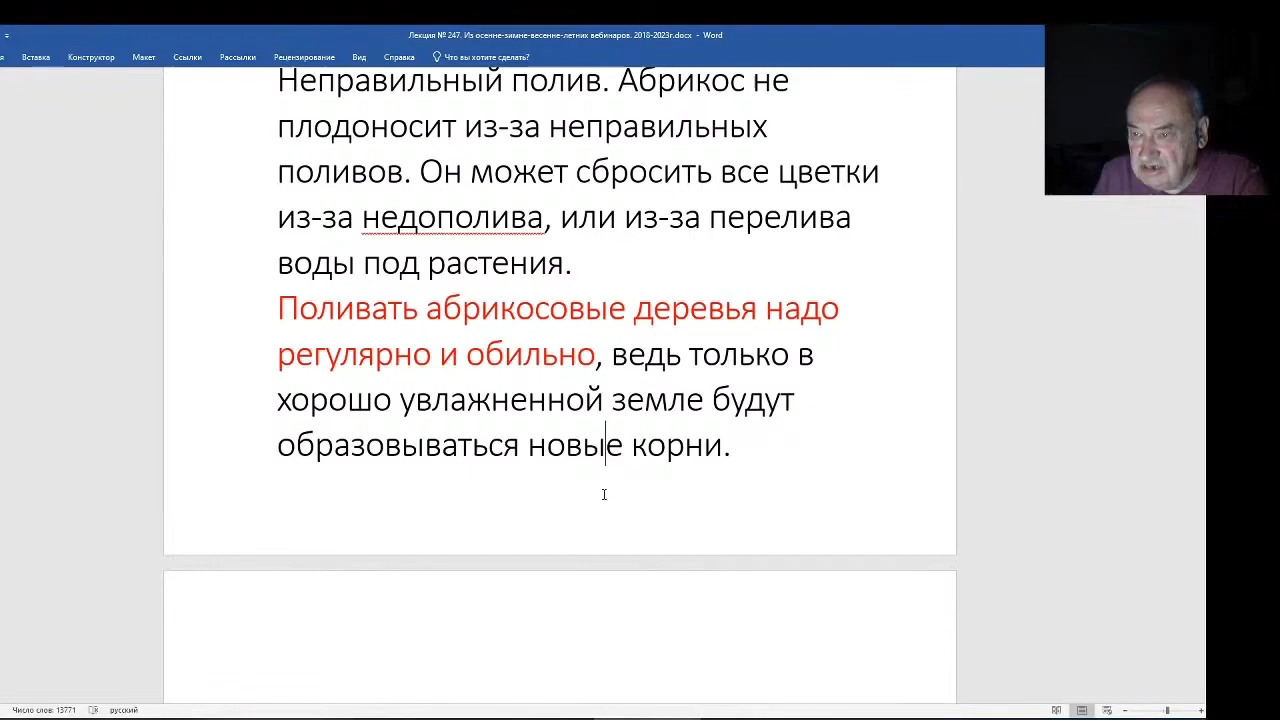 Лекция № 247. Из осенне-зимне-весенне-летних вебинаров. 2018-2023г.docx - Word
Вставка Конструктор Макет Ссылки Рассылки Рецензирование Вид Справка Что вы хотите сделать?
Неправильный полив. Абрикос не
плодоносит из-за неправильных
поливов. Он может сбросить все цветки
из-за недополива, или из-за перелива
воды под растения.
Поливать абрикосовые деревья надо
регулярно и обильно, ведь только в
хорошо увлажненной земле будут
образовываться новые корни.
Число слов: 13771 русский